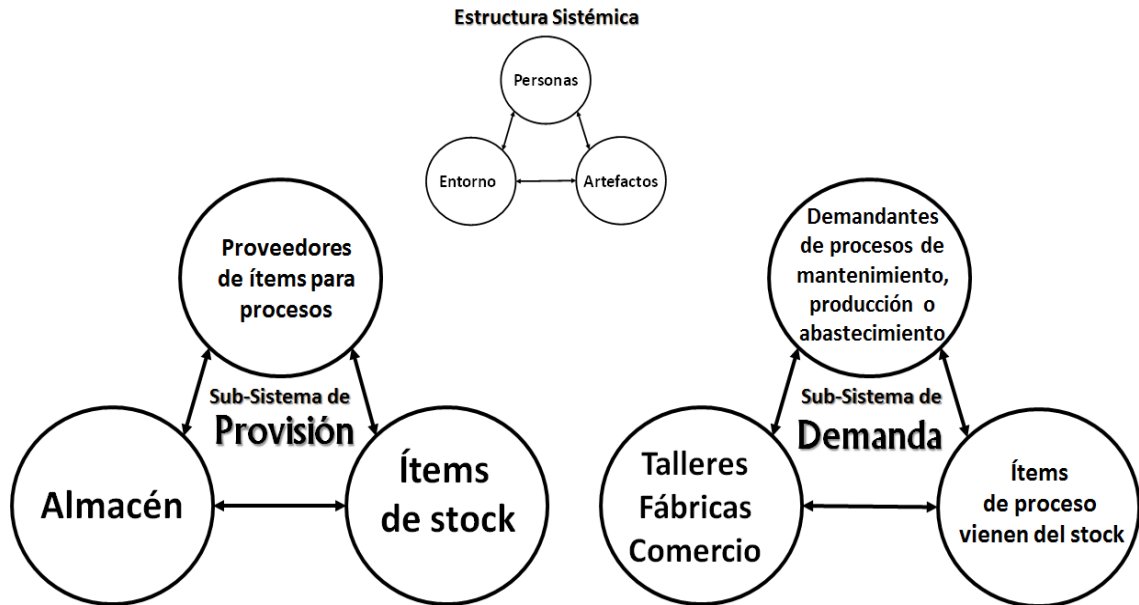 Estructura Sistémica
Personas
Entorno
Artefactos
Proveedores
de ítems para
procesos
Sub-Sistema de
Provisión
Almacén
Ítems
de stock
Demandantes
de procesos de
mantenimiento,
producción o
abastecimiento
Sub-Sistema de
Demanda
Talleres
Fábricas
Comercio
Ítems
de proceso
vienen del stock